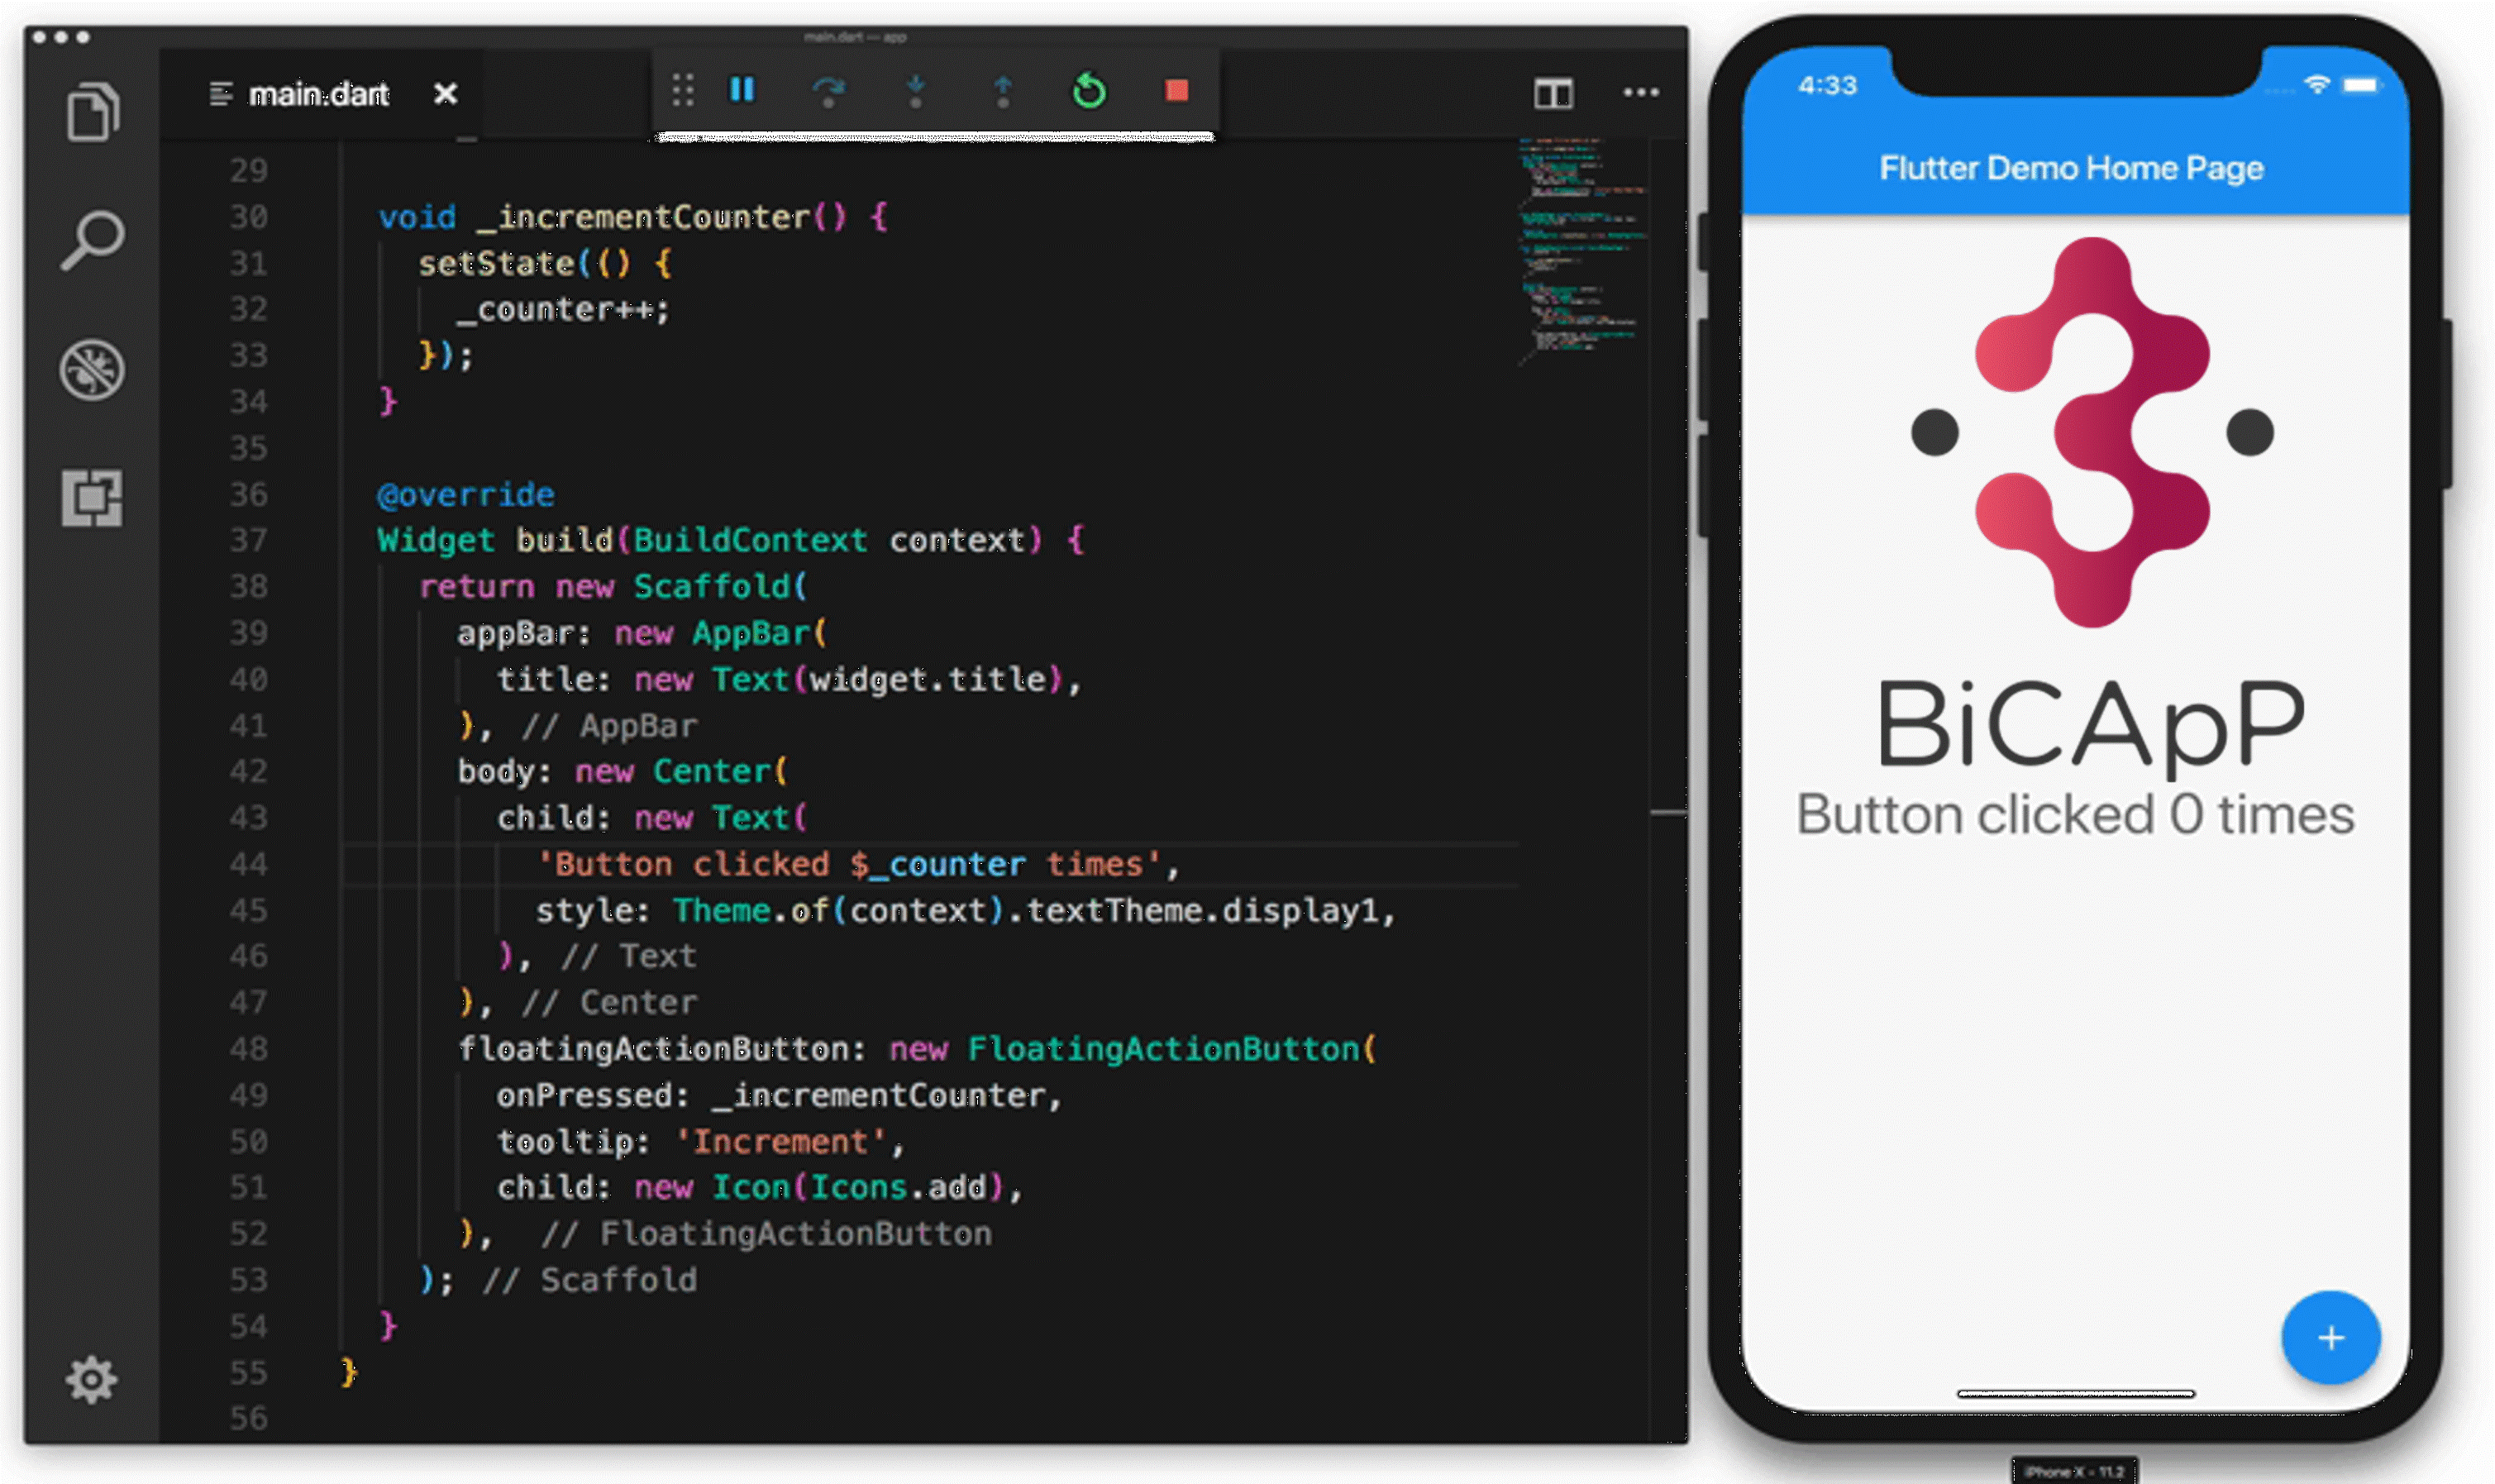 main.dart — app
main.dart
29
30 void _incrementCounter() {
31 setState(() {
32 _counter++;
33 });
34 }
35
36 @override
37 Widget build(BuildContext context) {
38 return new Scaffold(
39 appBar: new AppBar(
40 title: new Text(widget.title),
41 ), // AppBar
42 body: new Center(
43 child: new Text(
44 'Button clicked $_counter times',
45 style: Theme.of(context).textTheme.display1,
46 ), // Text
47 ), // Center
48 floatingActionButton: new FloatingActionButton(
49 onPressed: _incrementCounter,
50 tooltip: 'Increment',
51 child: new Icon(Icons.add),
52 ), // FloatingActionButton
53 ); // Scaffold
54 }
55 }
56
4:33
Flutter Demo Home Page
BiCApP
Button clicked 0 times
+
iPhone X - 11.2